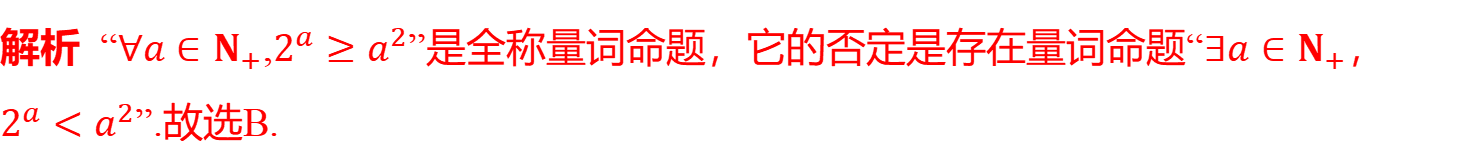 解析 “∀a ∈ N₊,2ᵃ ≥ a²”是全称量词命题，它的否定是存在量词命题“∃a ∈ N₊，
2ᵃ < a²”.故选B.